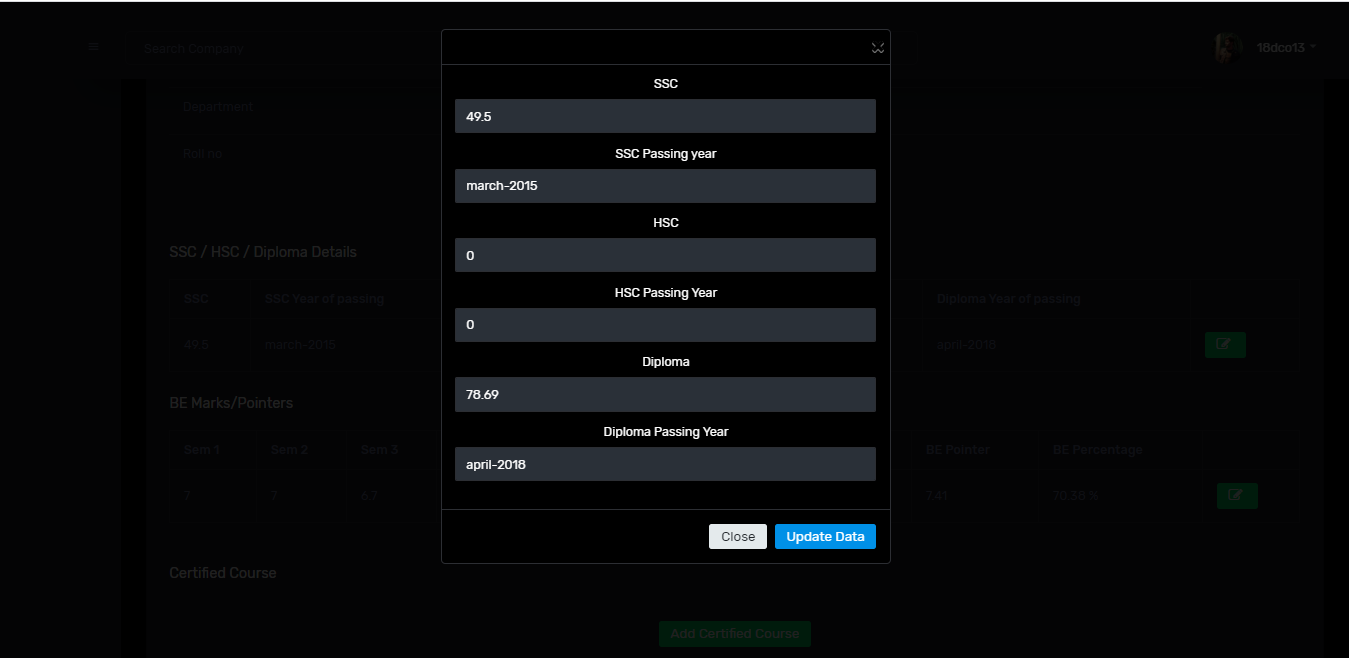 Search Company
18dco13
Department
Roll no
SSC / HSC / Diploma Details
SSC SSC Year of passing Diploma Year of passing
49.5 march-2015 april-2018
BE Marks/Pointers
Sem 1 Sem 2 Sem 3 BE Pointer BE Percentage
7 7 6.7 7.41 70.38 %
Certified Course
Add Certified Course
SSC
49.5
SSC Passing year
march-2015
HSC
0
HSC Passing Year
0
Diploma
78.69
Diploma Passing Year
april-2018
Close Update Data